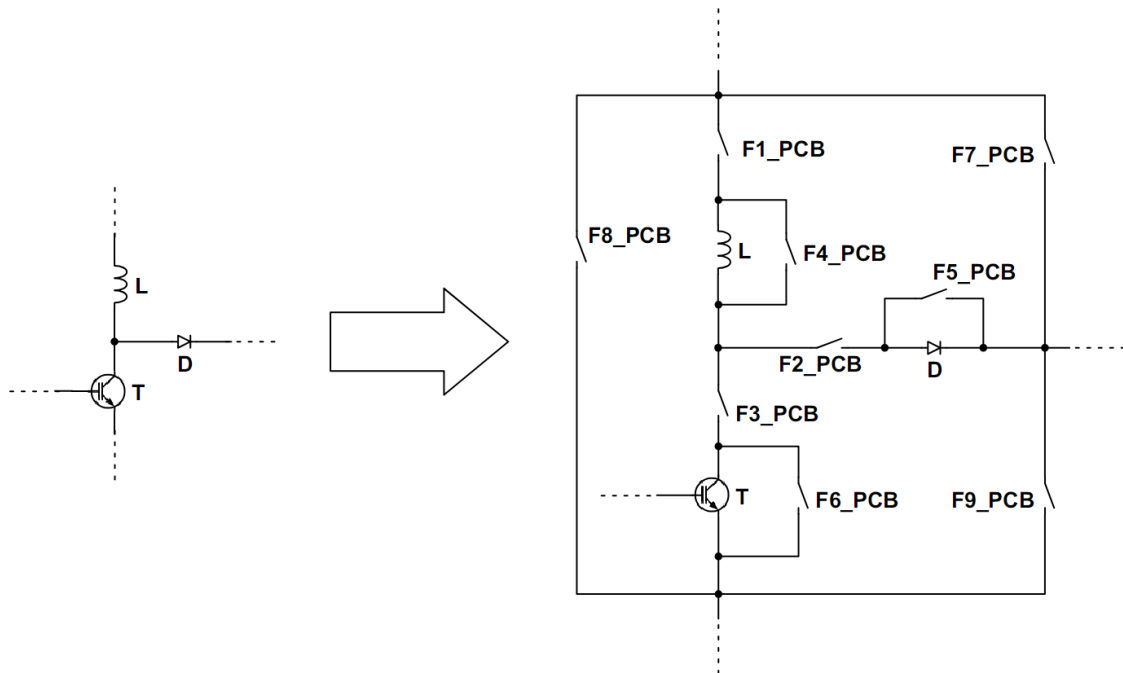 L
D
T
F1_PCB
F7_PCB
F8_PCB
L
F4_PCB
F5_PCB
F2_PCB
D
F3_PCB
T
F6_PCB
F9_PCB